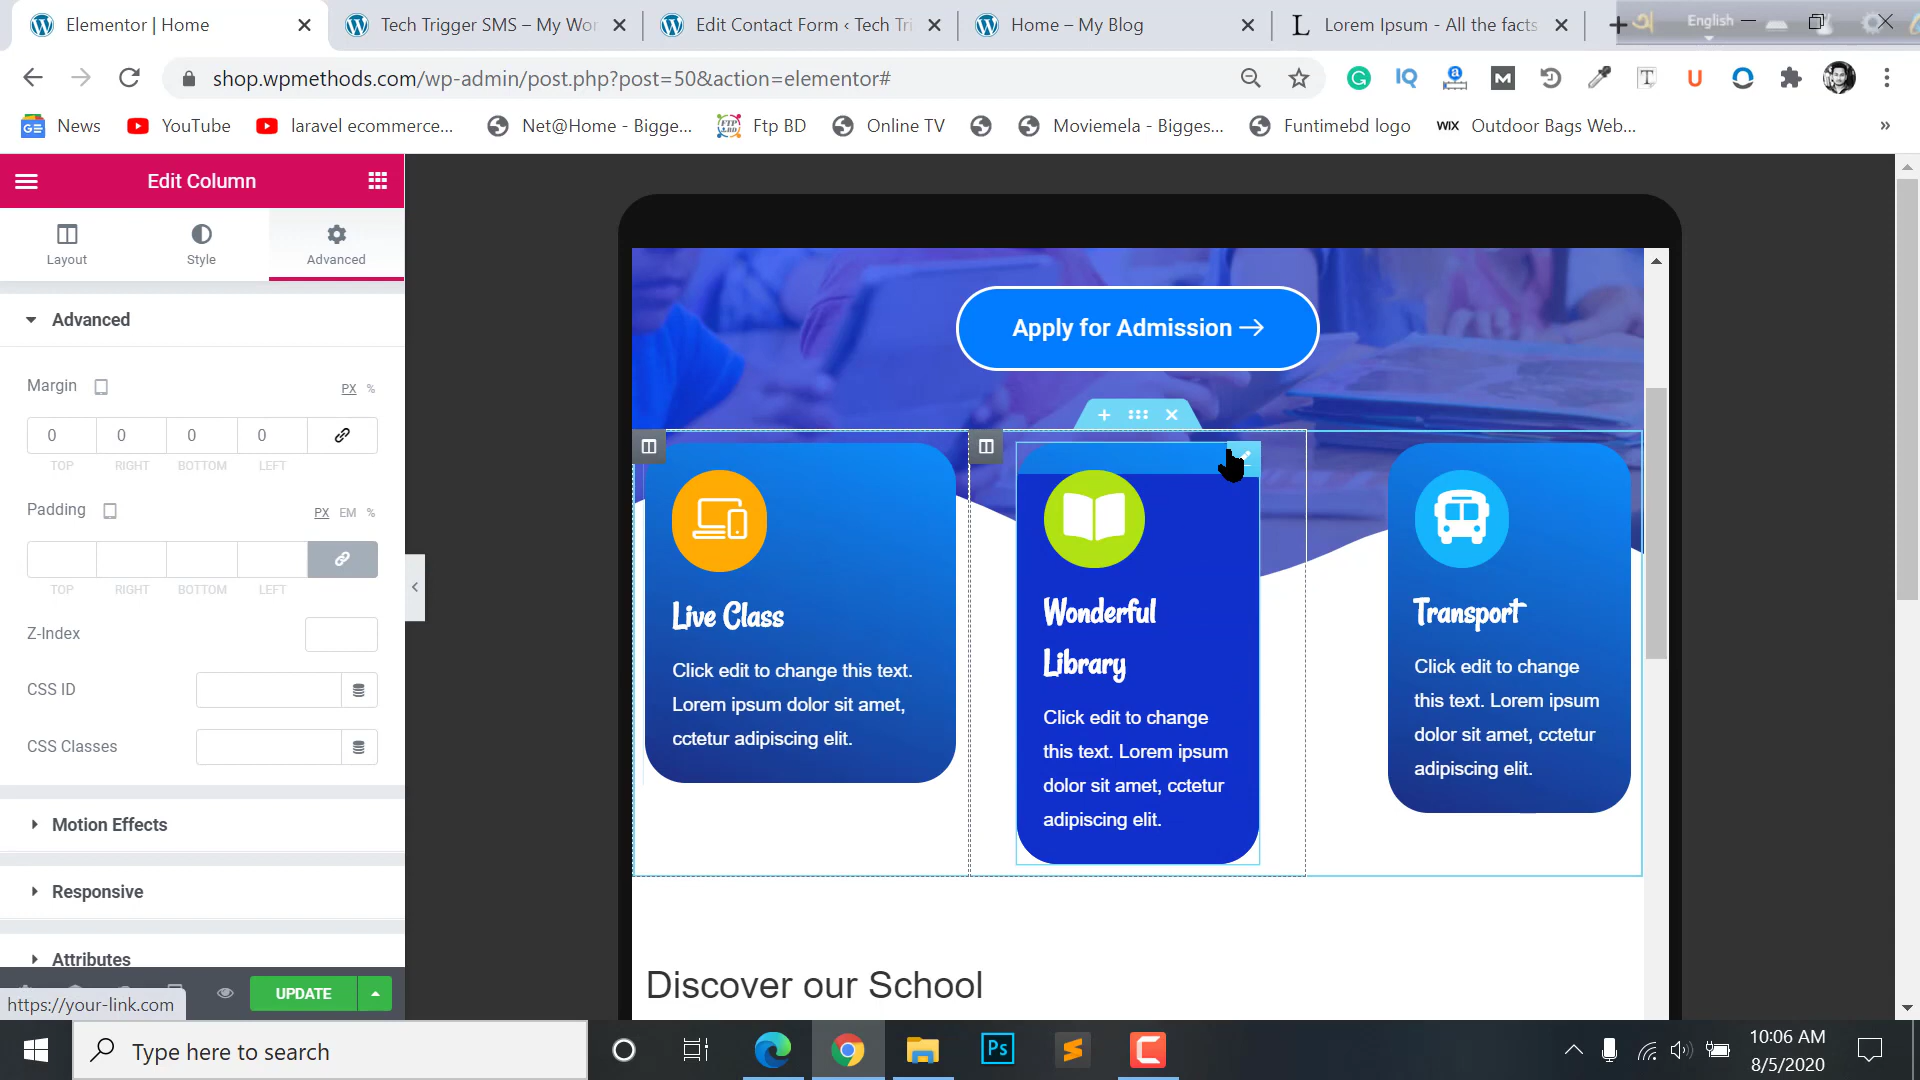 Elementor | Home
Tech Trigger SMS – My Wor
Edit Contact Form ‹ Tech Tri
Home – My Blog
Lorem Ipsum - All the facts
English
shop.wpmethods.com/wp-admin/post.php?post=50&action=elementor#
News
YouTube
laravel ecommerce...
Net@Home - Bigge...
Ftp BD
Online TV
Moviemela - Bigges...
Funtimebd logo
WIX
Outdoor Bags Web...
»
Edit Column
Layout
Style
Advanced
Advanced
Margin
PX %
0 0 0 0
TOP RIGHT BOTTOM LEFT
Padding
PX EM %
TOP RIGHT BOTTOM LEFT
Z-Index
CSS ID
CSS Classes
Motion Effects
Responsive
Attributes
UPDATE
https://your-link.com
Apply for Admission →
Live Class
Click edit to change this text.
Lorem ipsum dolor sit amet,
cctetur adipiscing elit.
Wonderful
Library
Click edit to change
this text. Lorem ipsum
dolor sit amet, cctetur
adipiscing elit.
Transport
Click edit to change
this text. Lorem ipsum
dolor sit amet, cctetur
adipiscing elit.
Discover our School
Type here to search
Ps
10:06 AM
8/5/2020